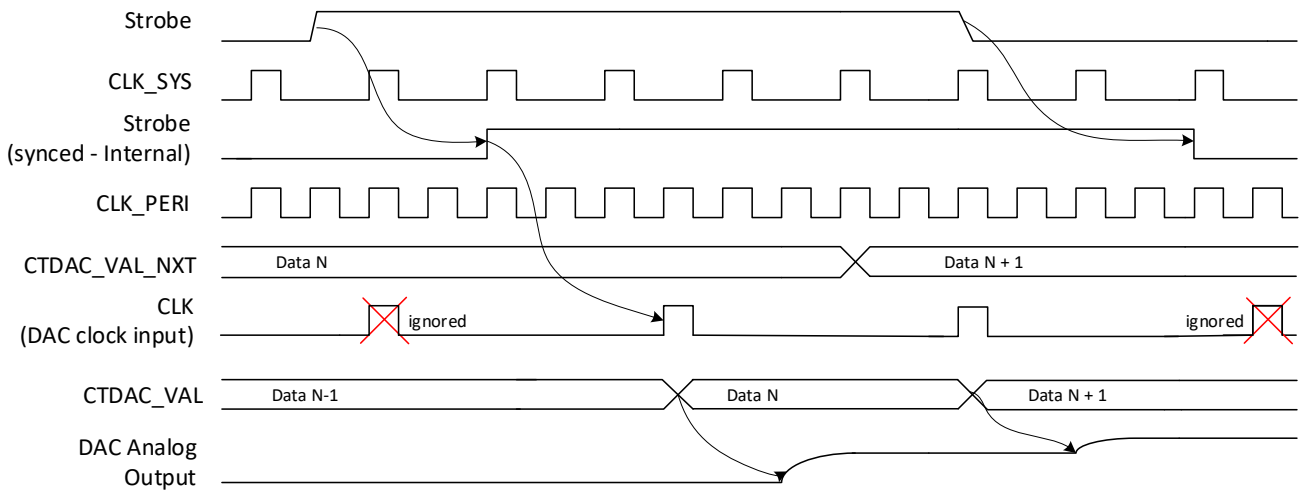 Strobe
CLK_SYS
Strobe
(synced - Internal)
CLK_PERI
CTDAC_VAL_NXT
Data N
Data N + 1
CLK
(DAC clock input)
ignored
ignored
CTDAC_VAL
Data N-1
Data N
Data N + 1
DAC Analog
Output